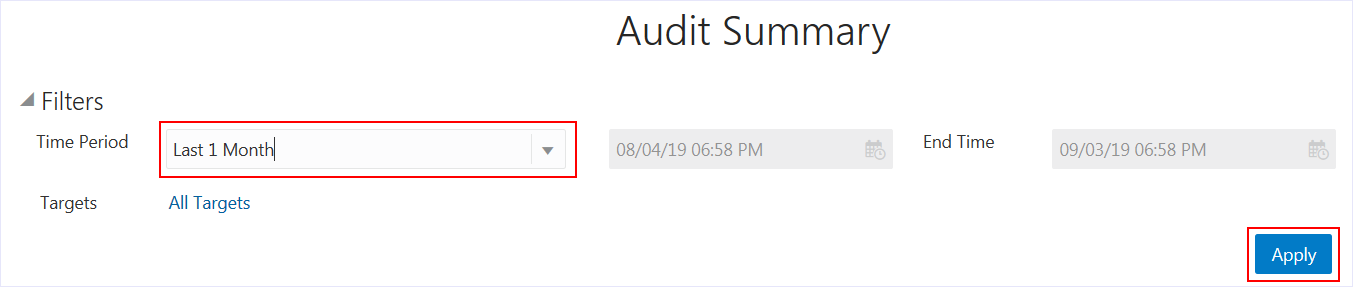 Audit Summary
Filters
Time Period Last 1 Month 08/04/19 06:58 PM End Time 09/03/19 06:58 PM
Targets All Targets
Apply